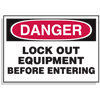 DANGER
LOCK OUT
EQUIPMENT
BEFORE ENTERING